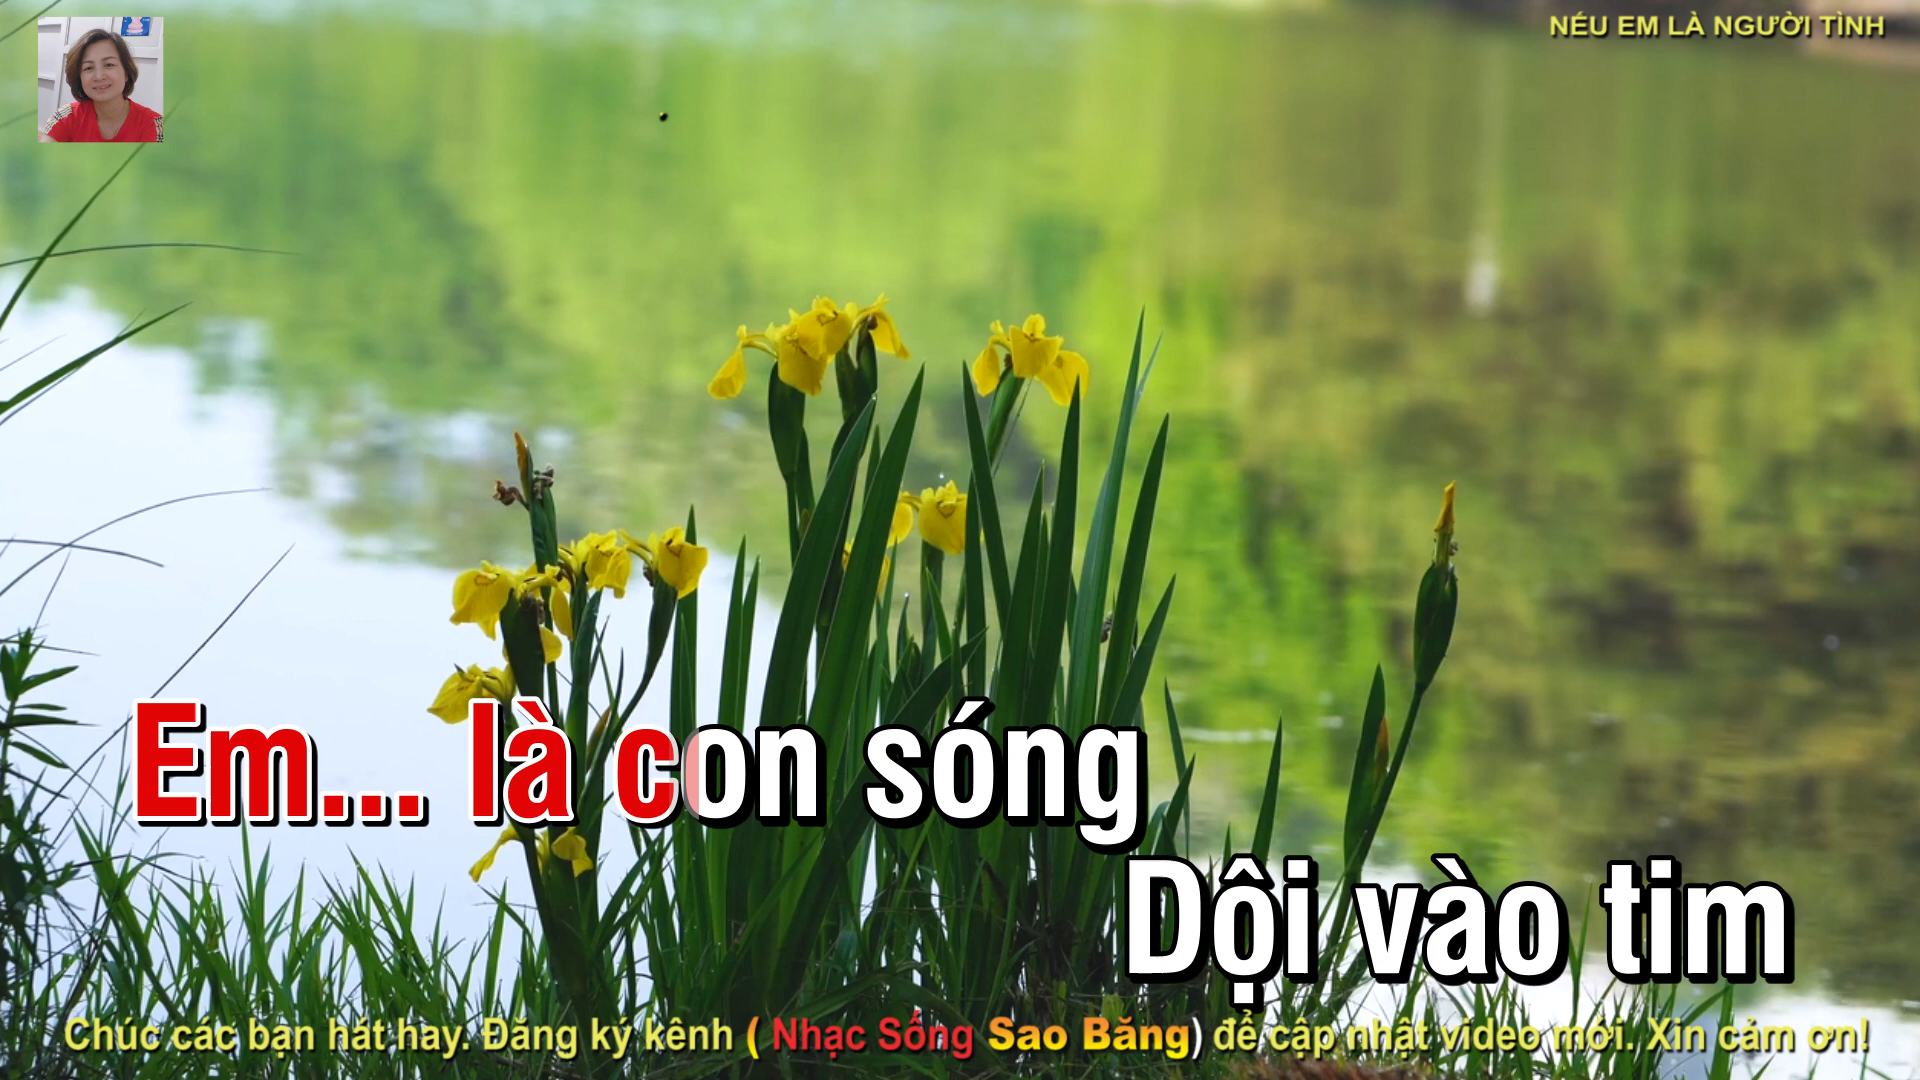 NẾU EM LÀ NGƯỜI TÌNH
Em... là con sóng
Dội vào tim
Chúc các bạn hát hay. Đăng ký kênh ( Nhạc Sống Sao Băng) để cập nhật video mới. Xin cảm ơn!